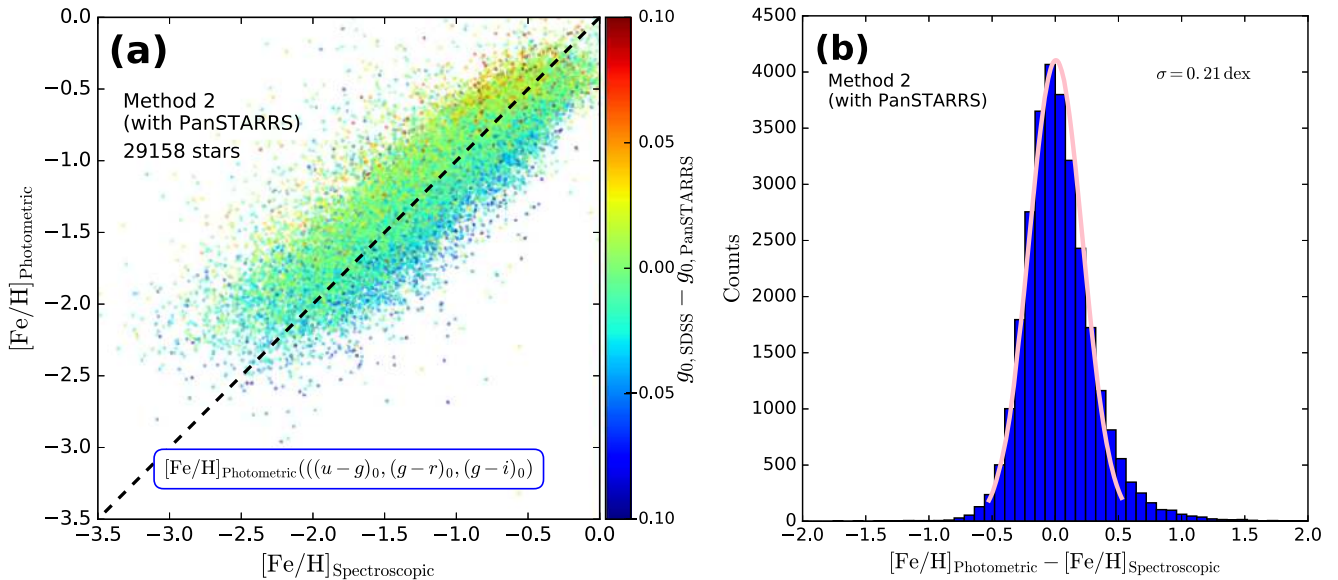 (a)
Method 2
(with PanSTARRS)
29158 stars
0.0
−0.5
−1.0
−1.5
−2.0
−2.5
−3.0
−3.5
[Fe/H]Photometric
[Fe/H]Photometric(((u − g)0, (g − r)0, (g − i)0)
−3.5 −3.0 −2.5 −2.0 −1.5 −1.0 −0.5 0.0
[Fe/H]Spectroscopic
0.10
0.05
0.00
0.05
0.10
g0,SDSS − g0,PanSTARRS
(b)
Method 2
(with PanSTARRS)
σ = 0.21 dex
4500
4000
3500
3000
2500
2000
1500
1000
500
0
Counts
−2.0 −1.5 −1.0 −0.5 0.0 0.5 1.0 1.5 2.0
[Fe/H]Photometric − [Fe/H]Spectroscopic